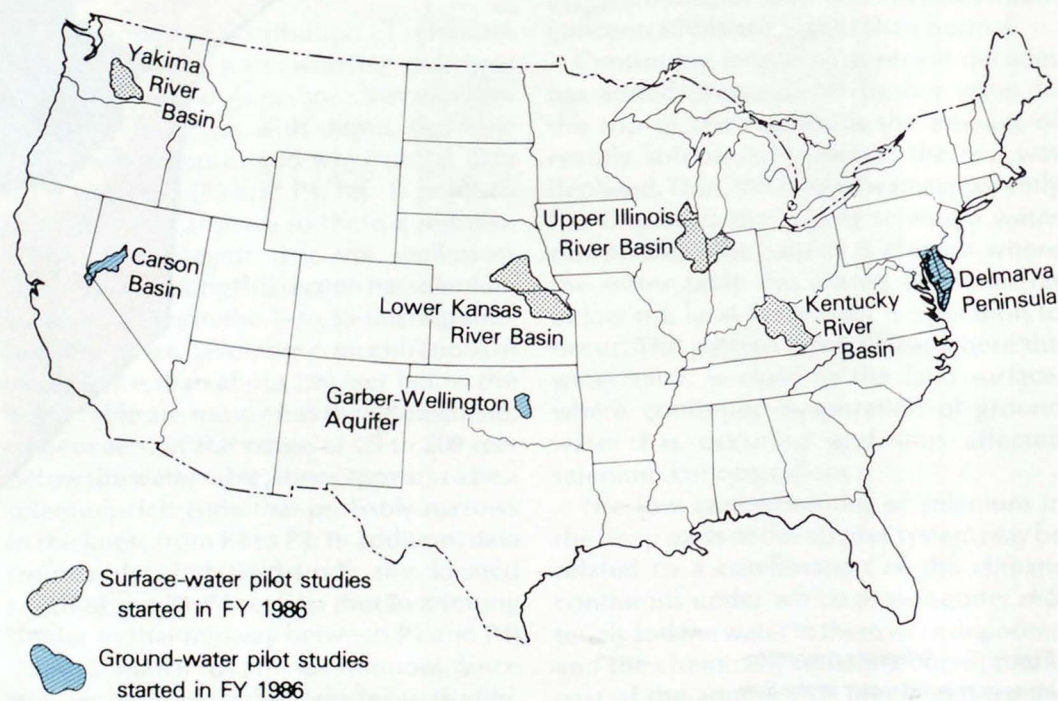 Yakima
River
Basin
Upper Illinois
River Basin
Carson
Basin
Delmarva
Peninsula
Lower Kansas
River Basin
Kentucky
River
Basin
Garber-Wellington
Aquifer
Surface-water pilot studies
started in FY 1986
Ground-water pilot studies
started in FY 1986